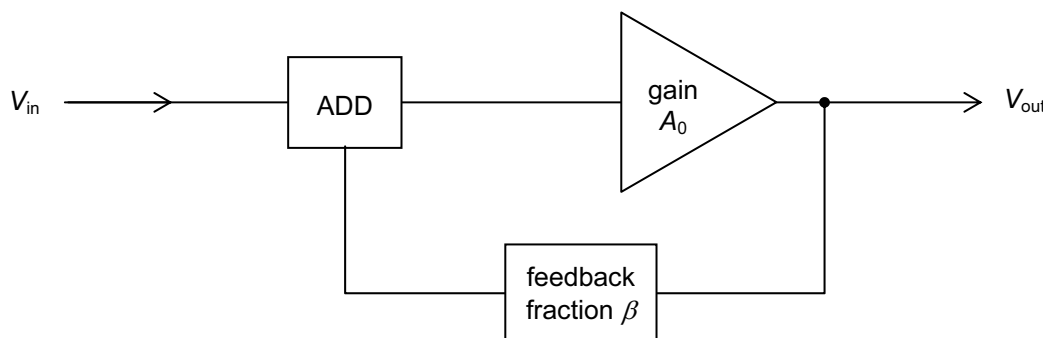 V_in
ADD
gain
A_0
V_out
feedback
fraction β